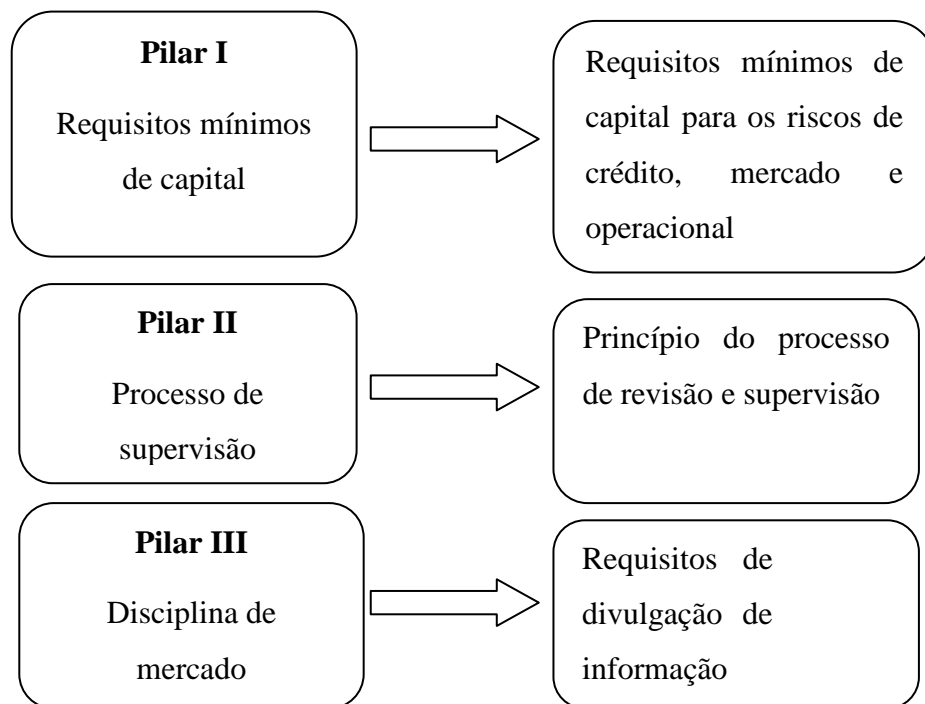 Pilar I
Requisitos mínimos
de capital
Requisitos mínimos de
capital para os riscos de
crédito, mercado e
operacional
Pilar II
Processo de
supervisão
Princípio do processo
de revisão e supervisão
Pilar III
Disciplina de
mercado
Requisitos de
divulgação de
informação